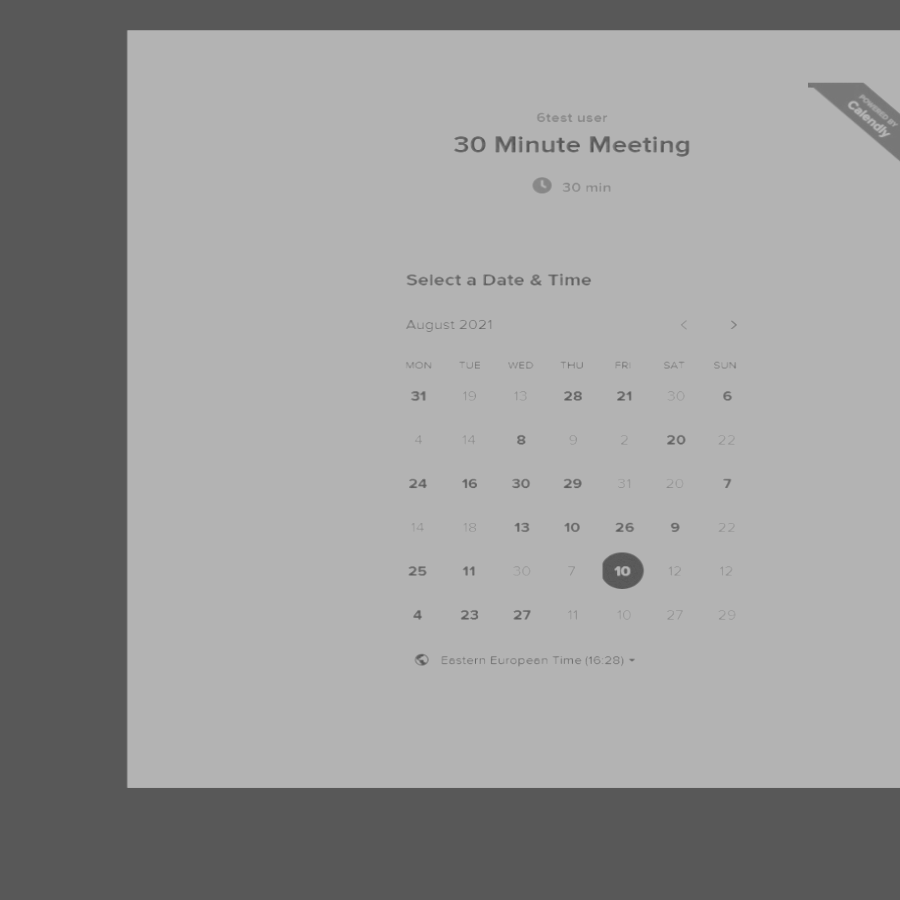 POWERED BY
Calendly
6test user
30 Minute Meeting
30 min
Select a Date & Time
August 2021
MON TUE WED THU FRI SAT SUN
31 19 13 28 21 30 6
4 14 8 9 2 20 22
24 16 30 29 31 20 7
14 18 13 10 26 9 22
25 11 30 7 10 12 12
4 23 27 11 10 27 29
Eastern European Time (16:28)